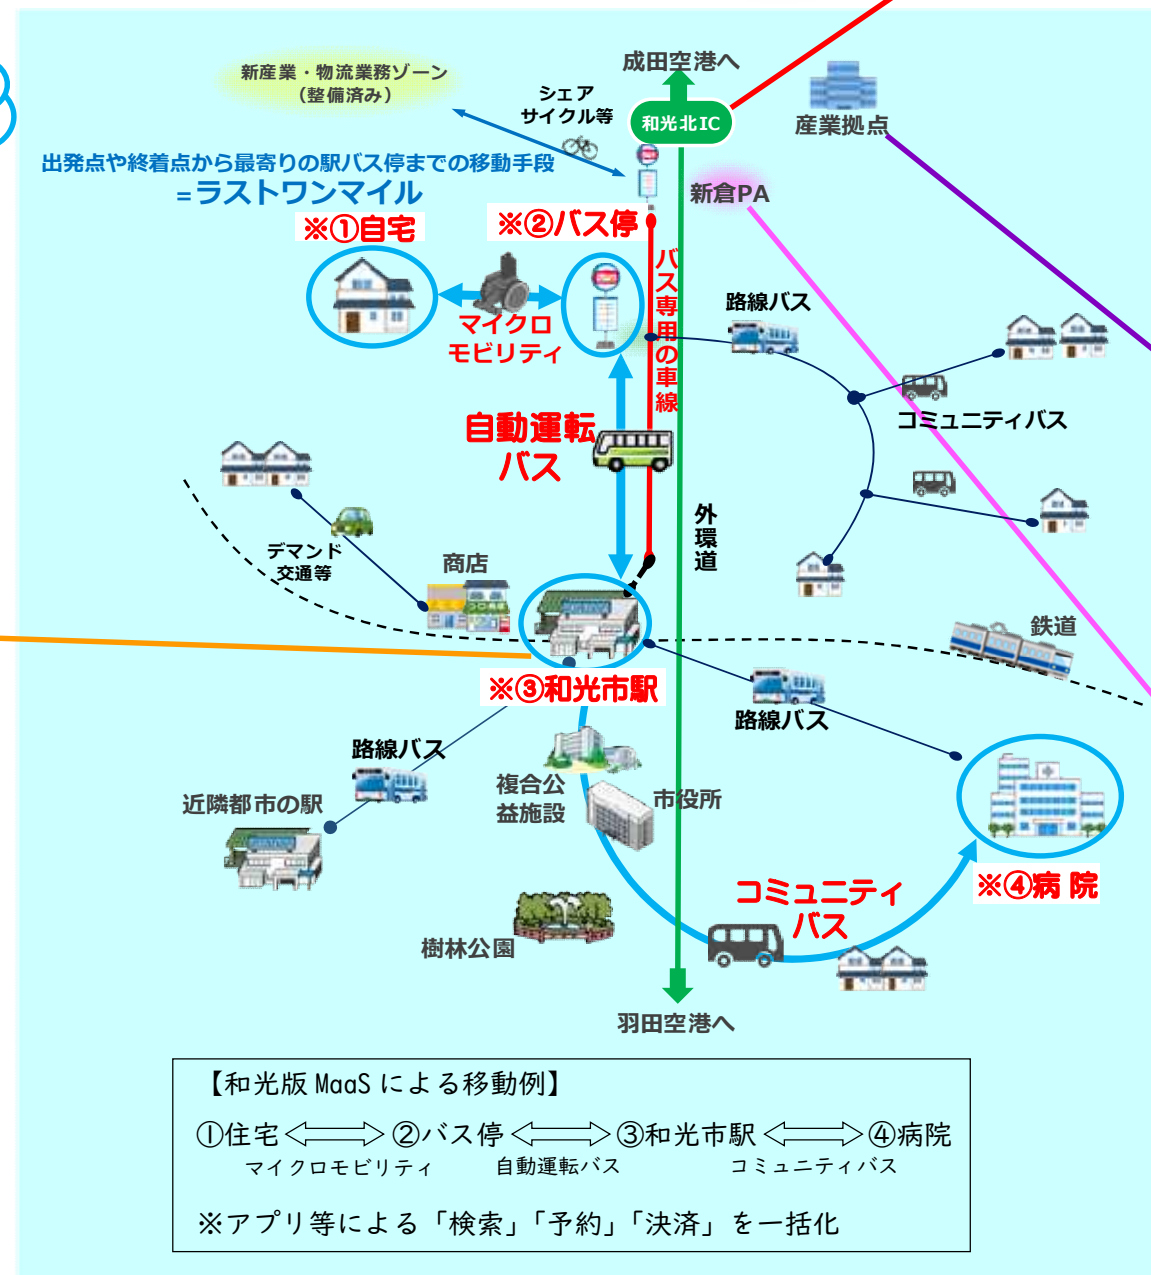 成田空港へ
新産業・物流業務ゾーン
（整備済み）
シェア
サイクル等
和光北IC
産業拠点
出発点や終着点から最寄りの駅バス停までの移動手段
=ラストワンマイル
新倉PA
※①自宅
※②バス停
バス専用の車線
路線バス
マイクロ
モビリティ
コミュニティバス
自動運転
バス
外環道
デマンド
交通等
商店
鉄道
※③和光市駅
路線バス
路線バス
複合公
益施設
市役所
近隣都市の駅
※④病院
コミュニティ
バス
樹林公園
羽田空港へ
【和光版MaaSによる移動例】
①住宅 ②バス停 ③和光市駅 ④病院
マイクロモビリティ 自動運転バス コミュニティバス
※アプリ等による「検索」「予約」「決済」を一括化